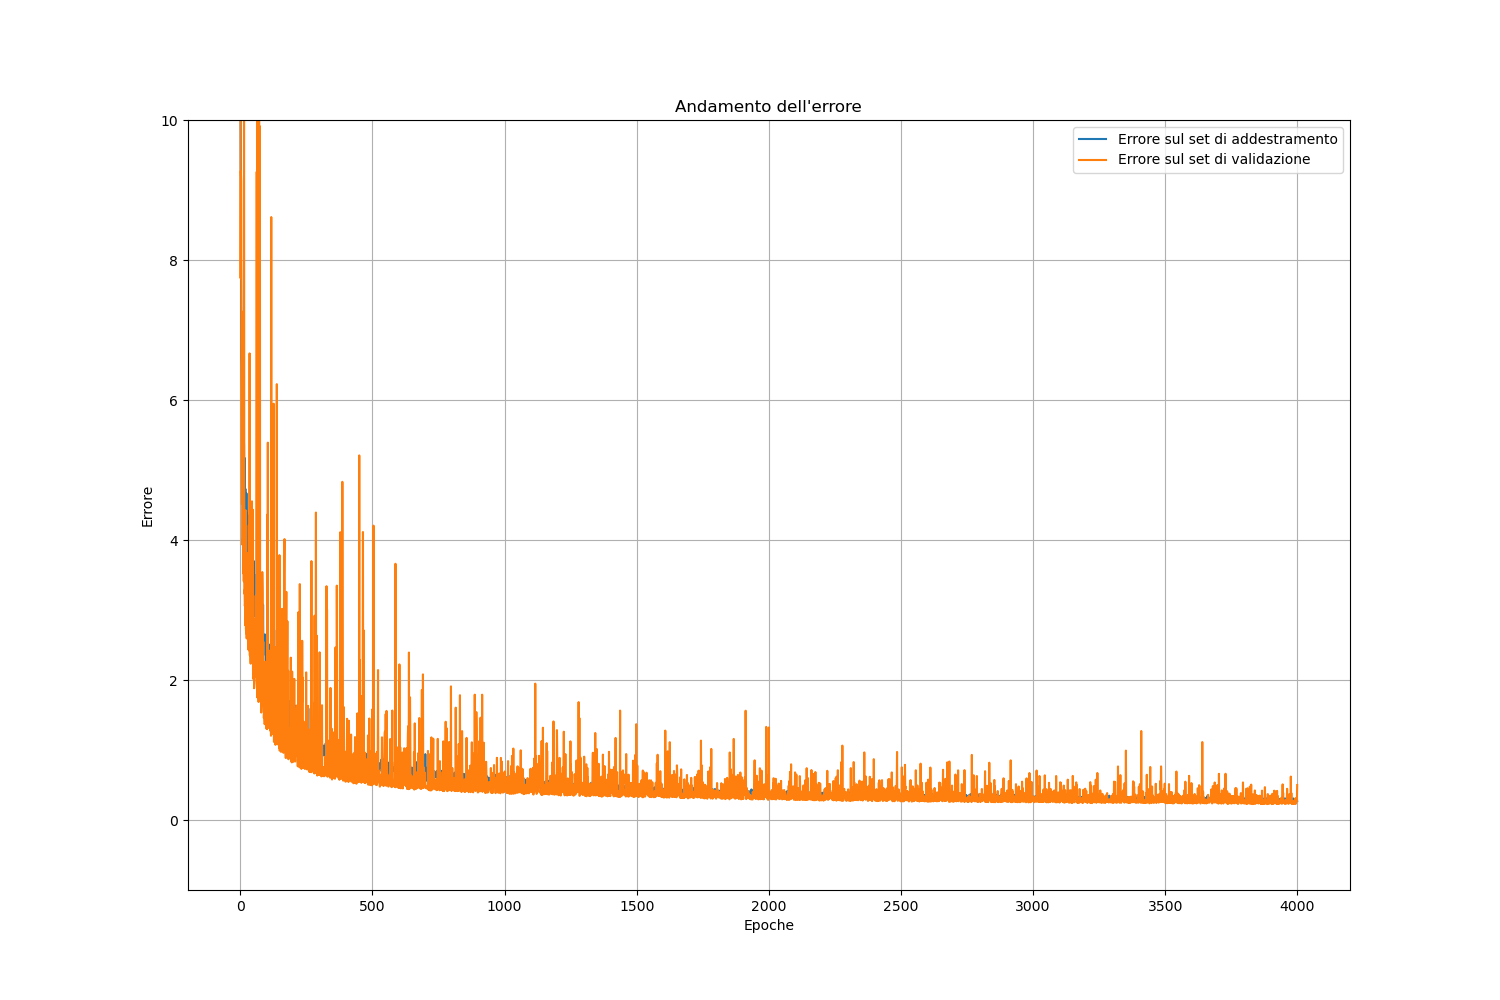 Andamento dell'errore
Errore sul set di addestramento
Errore sul set di validazione
10
8
6
4
2
0
Errore
0 500 1000 1500 2000 2500 3000 3500 4000
Epoche